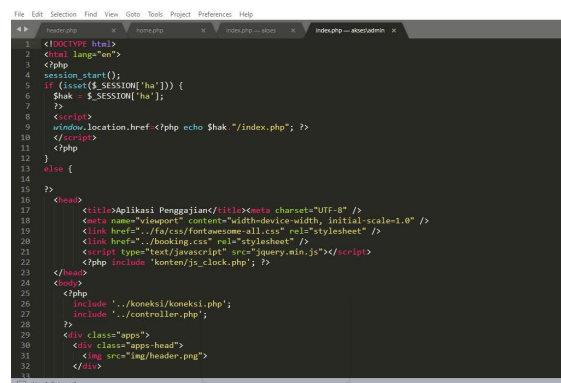 File Edit Selection Find View Goto Tools Project Preferences Help
header.php × home.php × index.php — akses × index.php — akses\admin ×
1 <!DOCTYPE html>
2 <html lang="en">
3 <?php
4 session_start();
5 if (isset($_SESSION['ha'])) {
6 $hak = $_SESSION['ha'];
7 ?>
8 <script>
9 window.location.href=<?php echo $hak."/index.php"; ?>
10 </script>
11 <?php
12 }
13 else {
14
15 ?>
16 <head>
17 <title>Aplikasi Penggajian</title><meta charset="UTF-8" />
18 <meta name="viewport" content="width=device-width, initial-scale=1.0" />
19 <link href="../fa/css/fontawesome-all.css" rel="stylesheet" />
20 <link href="../booking.css" rel="stylesheet" />
21 <script type="text/javascript" src="jquery.min.js"></script>
22 <?php include 'konten/js_clock.php'; ?>
23 </head>
24 <body>
25 <?php
26 include '../koneksi/koneksi.php';
27 include '../controller.php';
28 ?>
29 <div class="apps">
30 <div class="apps-head">
31 <img src="img/header.png">
32 </div>
33